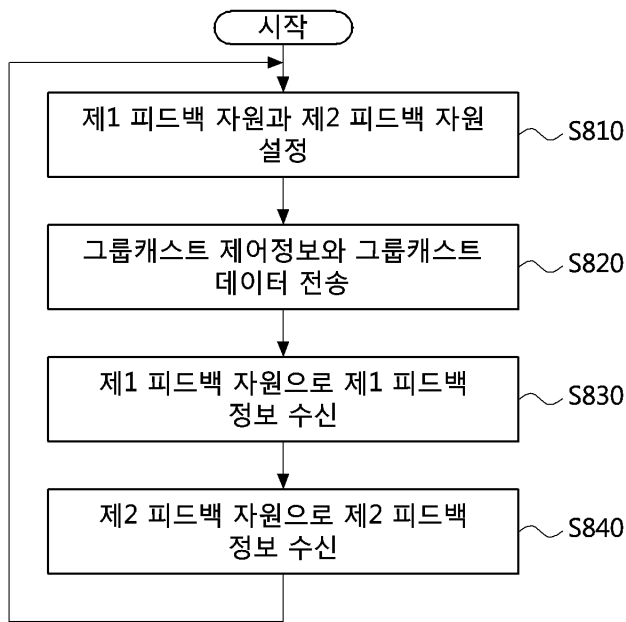 시작
제1 피드백 자원과 제2 피드백 자원
설정
S810
그룹캐스트 제어정보와 그룹캐스트
데이터 전송
S820
제1 피드백 자원으로 제1 피드백
정보 수신
S830
제2 피드백 자원으로 제2 피드백
정보 수신
S840